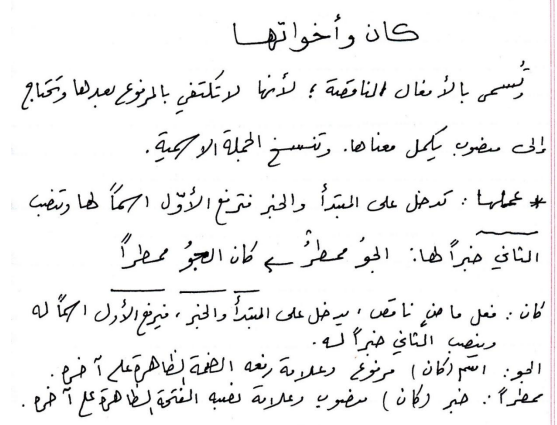 كان وأخواتها
وتُسمى بالأفعال الناقصة ؛ لأنها لا تكتفي بالمرفوع بعدها وتحتاج
إلى منصوب يكمل معناها. وتنسخ الجملة الاسمية.
* عملها : تدخل على المبتدأ والخبر فترفع الأوّل اسماً لها وتنصب
الثاني خبراً لها: الجوُ ممطرٌ ← كان الجوُ ممطراً
كان : فعل ماضٍ ناقص ، يدخل على المبتدأ والخبر ، فيرفع الأول اسماً له
وينصب الثاني خبراً له .
الجو : اسم (كان) مرفوع وعلامة رفعه الضمة الظاهرة على آخره .
ممطراً : خبر (كان) منصوب وعلامة نصبه الفتحة الظاهرة على آخره .